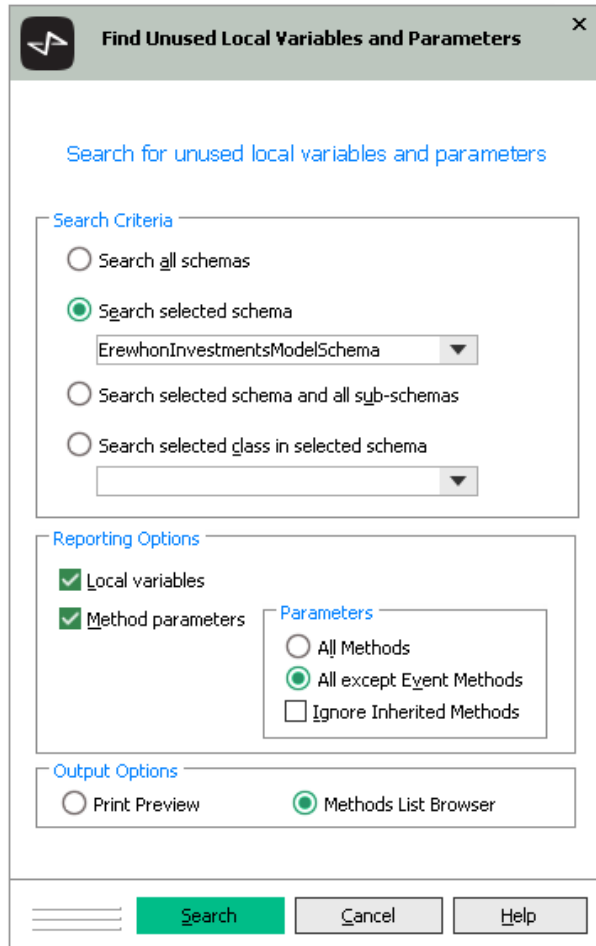 Find Unused Local Variables and Parameters
Search for unused local variables and parameters
Search Criteria
Search all schemas
Search selected schema
ErewhonInvestmentsModelSchema
Search selected schema and all sub-schemas
Search selected class in selected schema
Reporting Options
Local variables
Method parameters
Parameters
All Methods
All except Event Methods
Ignore Inherited Methods
Output Options
Print Preview
Methods List Browser
Search
Cancel
Help